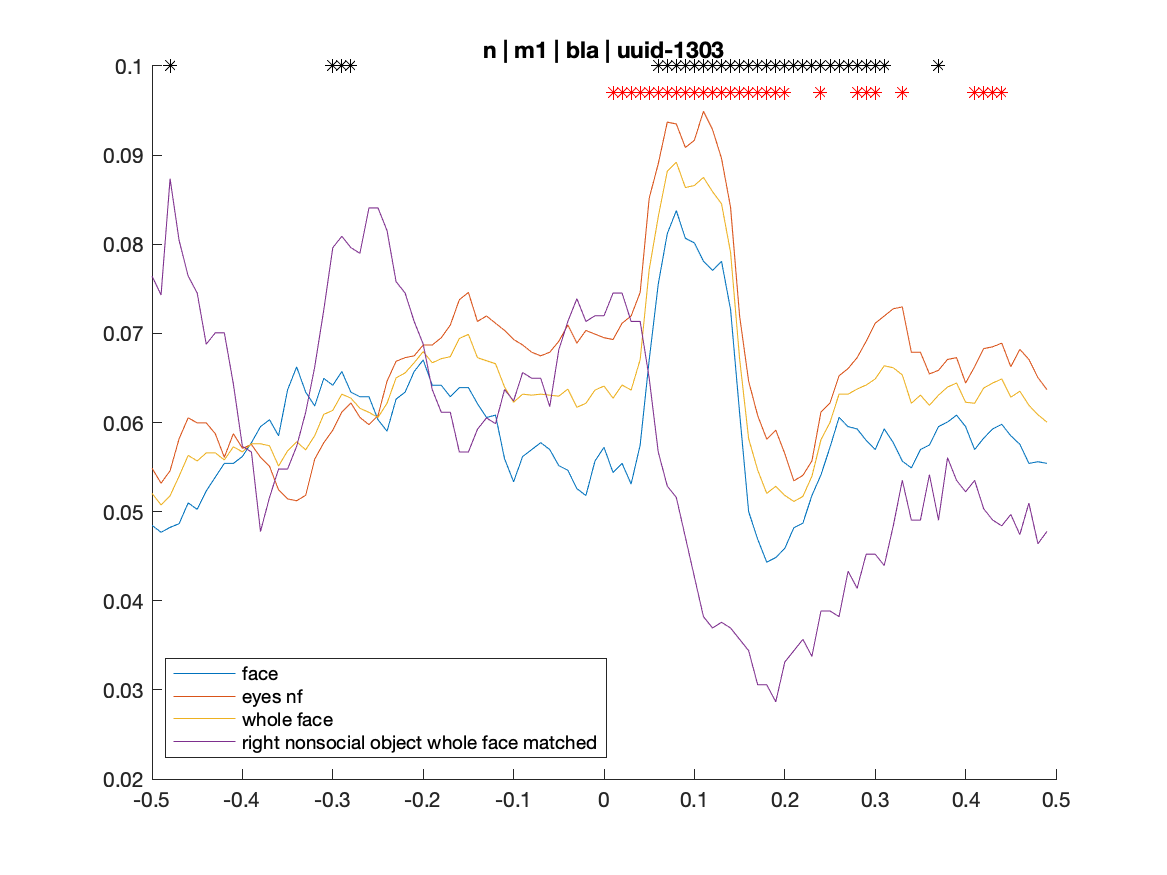 n | m1 | bla | uuid-1303
0.1
0.09
0.08
0.07
0.06
0.05
0.04
0.03
0.02
face
eyes nf
whole face
right nonsocial object whole face matched
-0.5 -0.4 -0.3 -0.2 -0.1 0 0.1 0.2 0.3 0.4 0.5